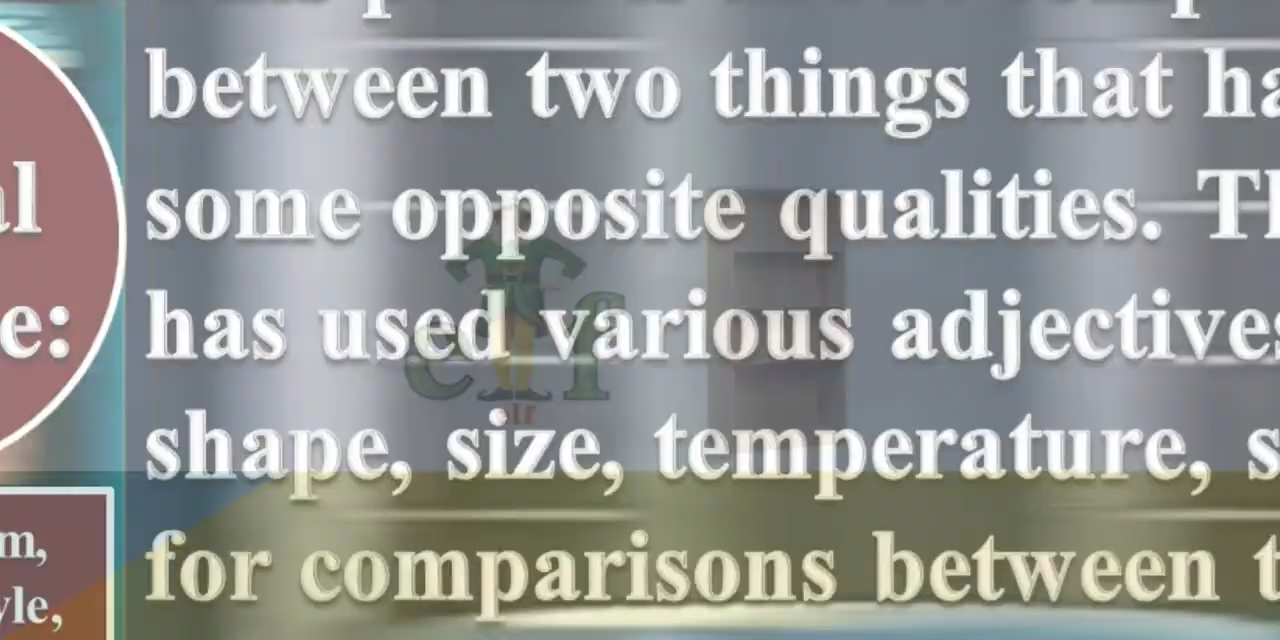 between two things that ha
some opposite qualities. Th
has used various adjectives
shape, size, temperature, s
for comparisons between t
al
e:
m,
yle,
elf